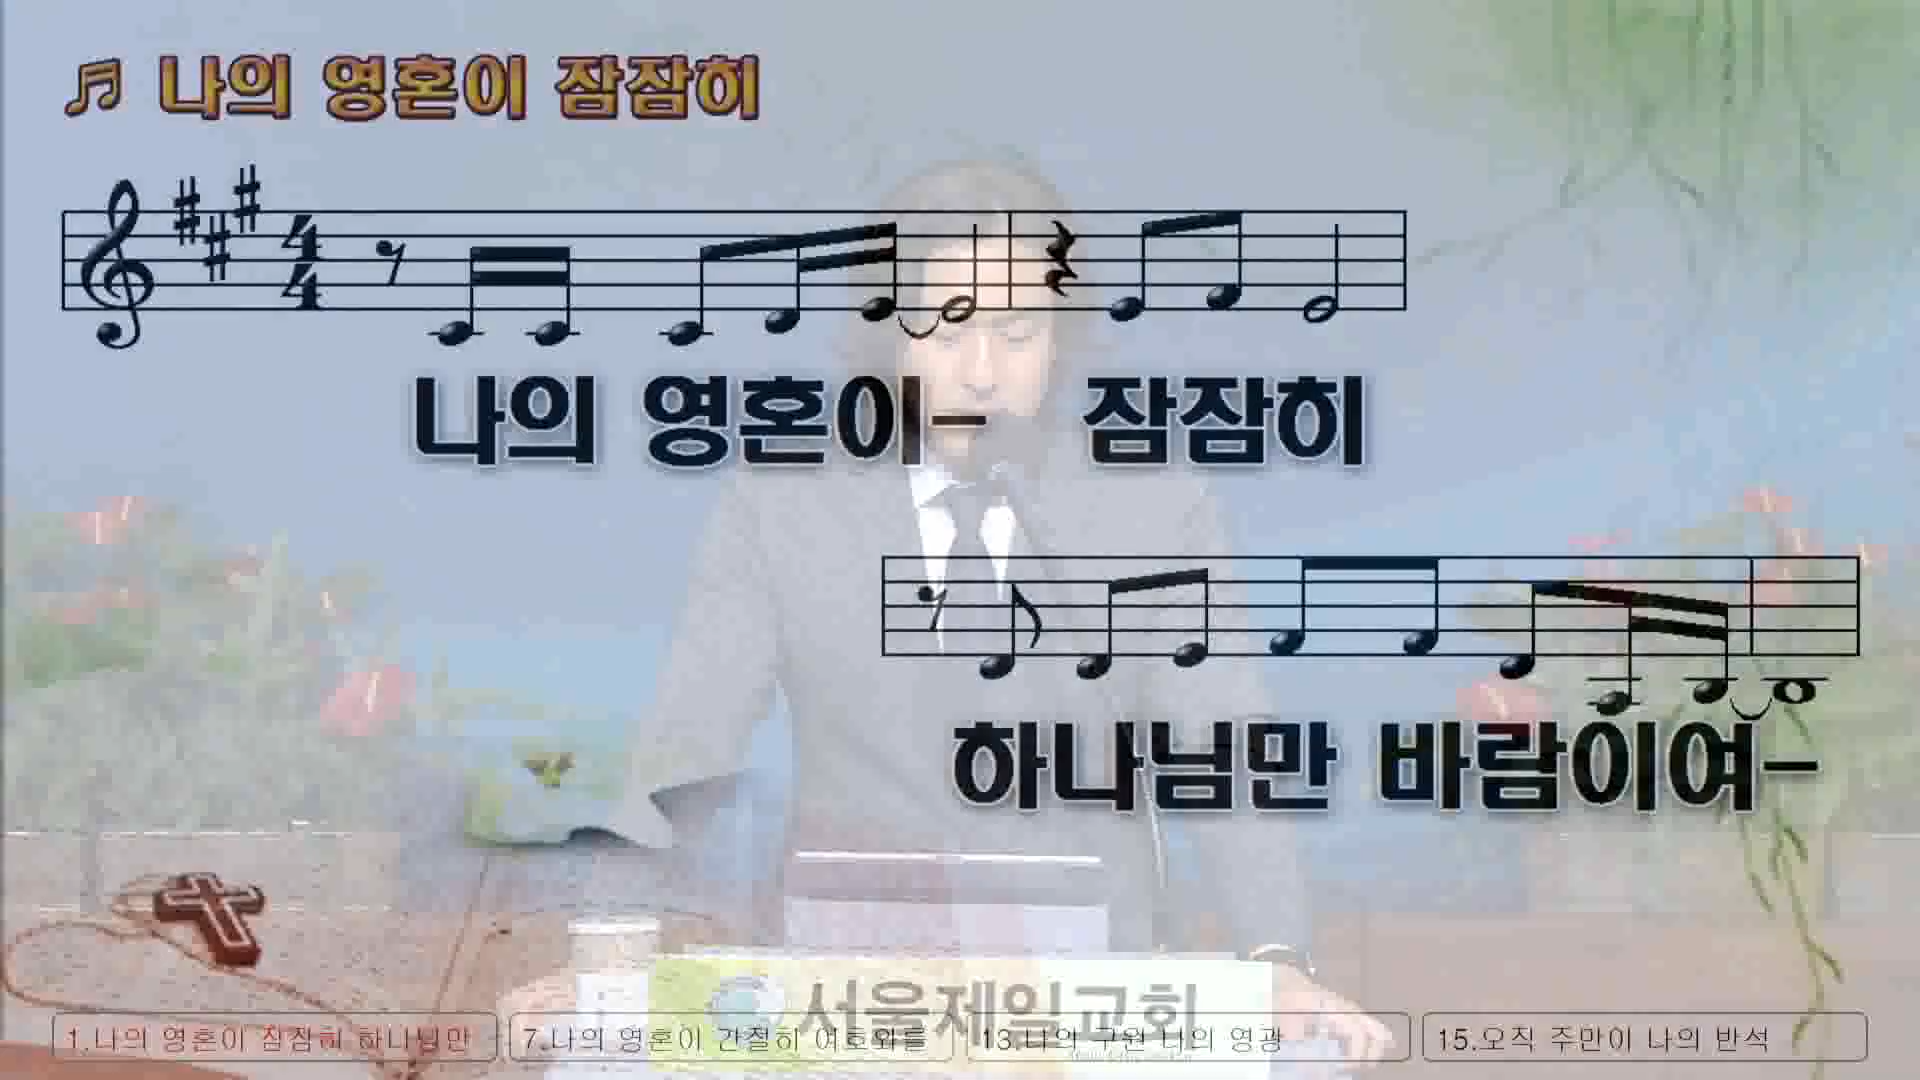 나의 영혼이 잠잠히
나의 영혼이- 잠잠히
하나님만 바람이여-
서울제일교회
1.나의 영혼이 잠잠히 하나님만
7.나의 영혼이 간절히 여호와를
13.나의 구원 나의 영광
15.오직 주만이 나의 반석